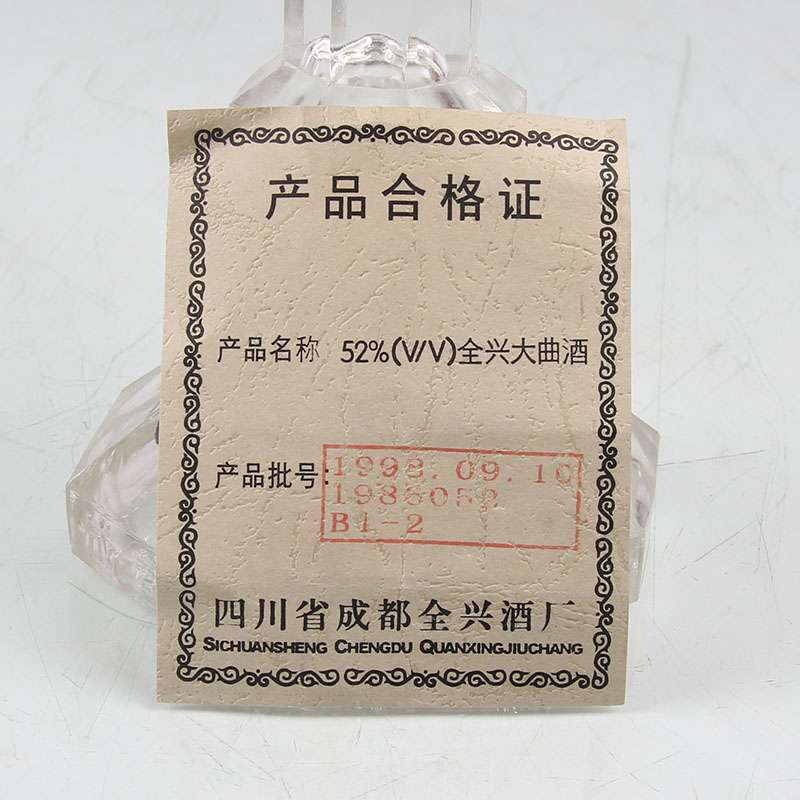 产品合格证
产品名称 52%(V/V)全兴大曲酒
产品批号: 1998.09.10
B1-2
四川省成都全兴酒厂
SICHUANSHENG CHENGDU QUANXINGJIUCHANG